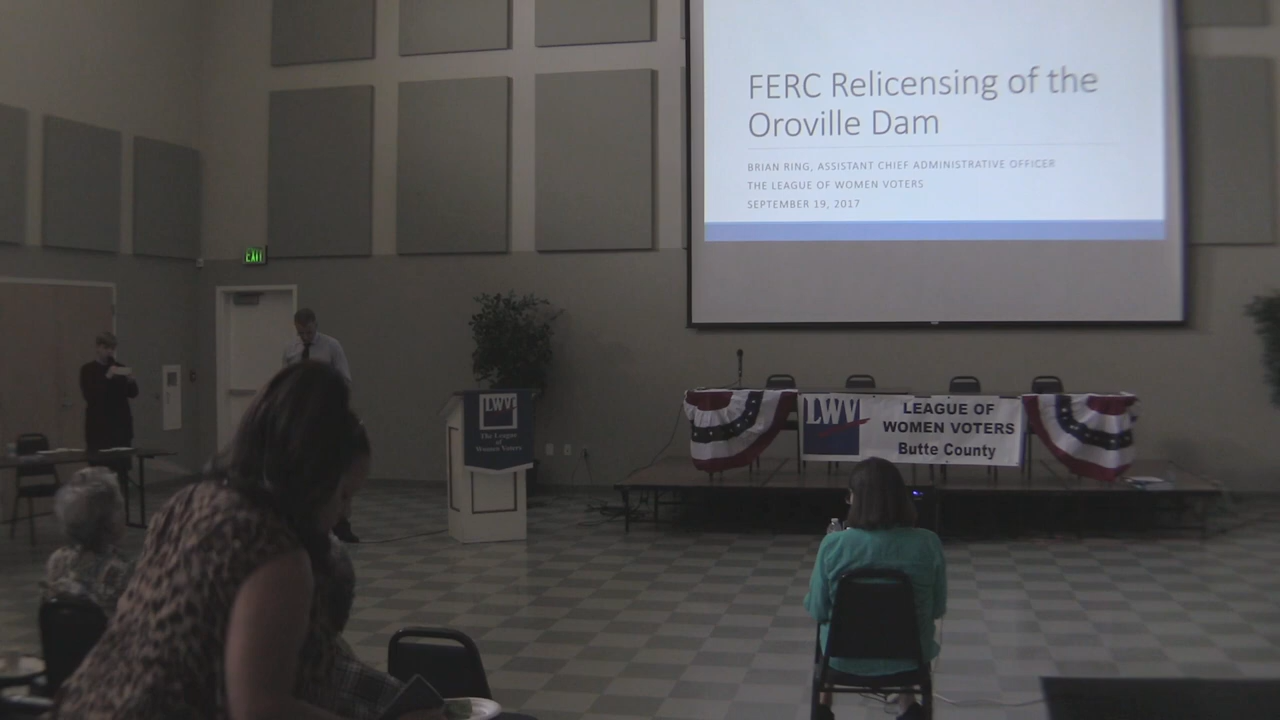 FERC Relicensing of the
Oroville Dam
BRIAN RING, ASSISTANT CHIEF ADMINISTRATIVE OFFICER
THE LEAGUE OF WOMEN VOTERS
SEPTEMBER 19, 2017
EXIT
LWV
The League
of
Women Voters
LWV
LEAGUE OF
WOMEN VOTERS
Butte County